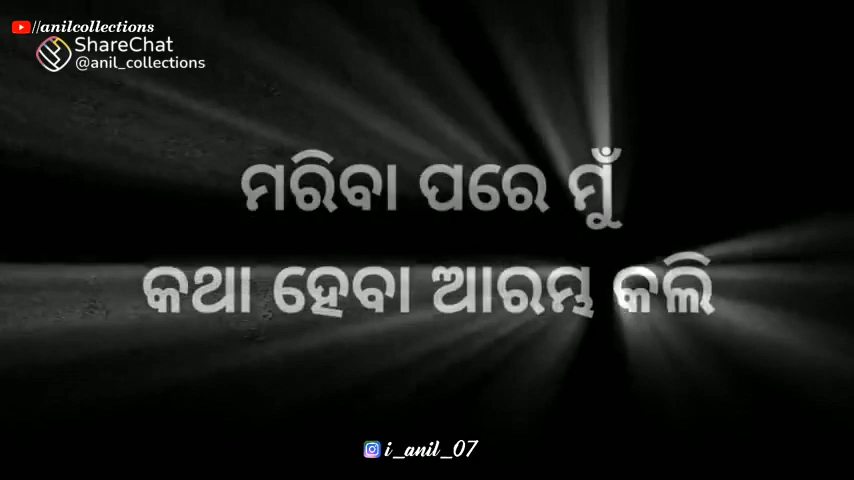 //anilcollections
ShareChat
@anil_collections
ମରିବା ପରେ ମୁଁ
କଥା ହେବା ଆରମ୍ଭ କଲି
i_anil_07